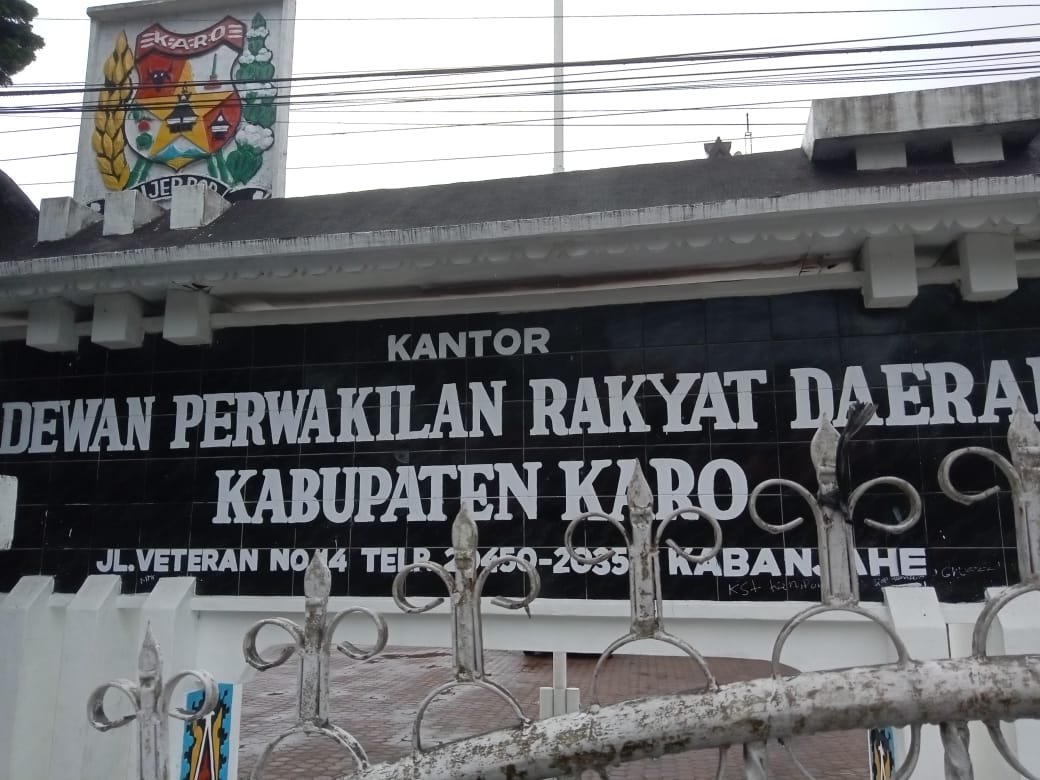 KARO
KANTOR
DEWAN PERWAKILAN RAKYAT DAERAH
KABUPATEN KARO
JL.VETERAN NO.14 TELP. KABANJAHE